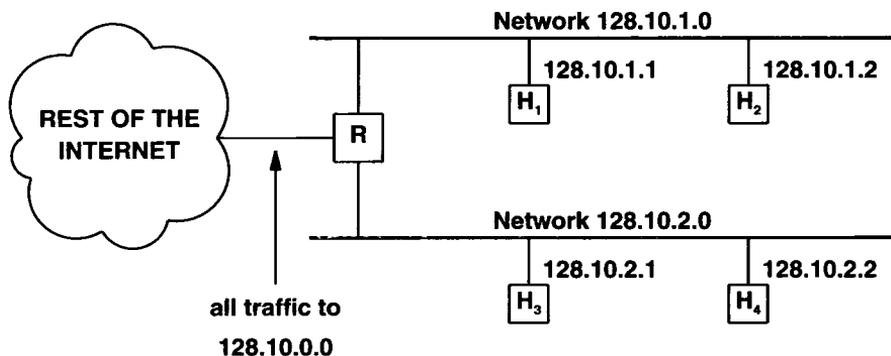 Network 128.10.1.0
128.10.1.1
128.10.1.2
H₁
H₂
REST OF THE
INTERNET
R
Network 128.10.2.0
128.10.2.1
128.10.2.2
H₃
H₄
all traffic to
128.10.0.0